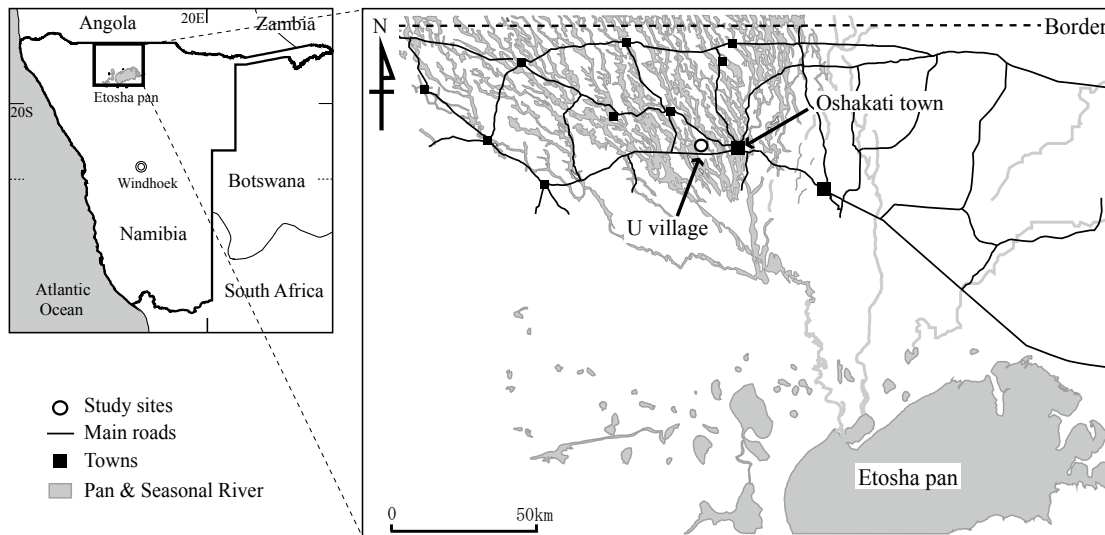 Angola
20E
Zambia
Etosha pan
20S
Windhoek
Botswana
Namibia
Atlantic
Ocean
South Africa
Study sites
Main roads
Towns
Pan & Seasonal River
N
Border
Oshakati town
U village
Etosha pan
0
50km